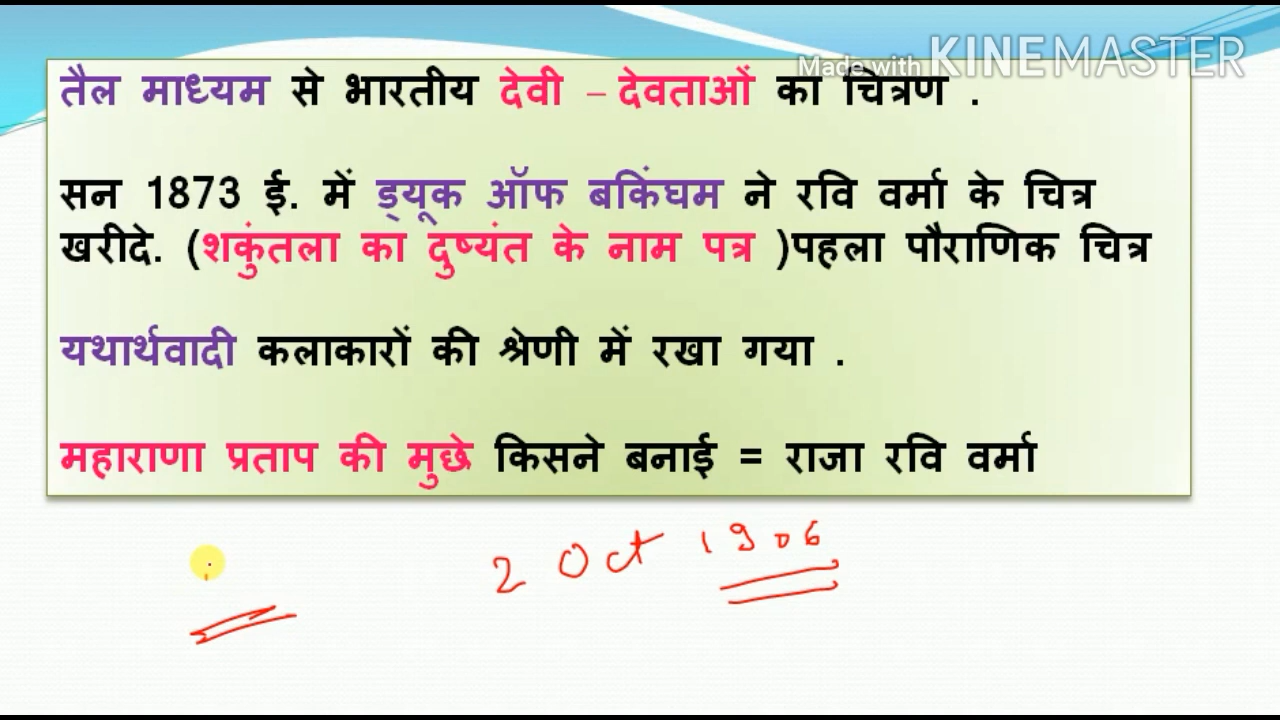 Made with KINEMASTER
तैल माध्यम से भारतीय देवी – देवताओं का चित्रण .
सन 1873 ई. में ड्यूक ऑफ बकिंघम ने रवि वर्मा के चित्र
खरीदे. (शकुंतला का दुष्यंत के नाम पत्र )पहला पौराणिक चित्र
यथार्थवादी कलाकारों की श्रेणी में रखा गया .
महाराणा प्रताप की मुछे किसने बनाई = राजा रवि वर्मा
2 Oct 1906